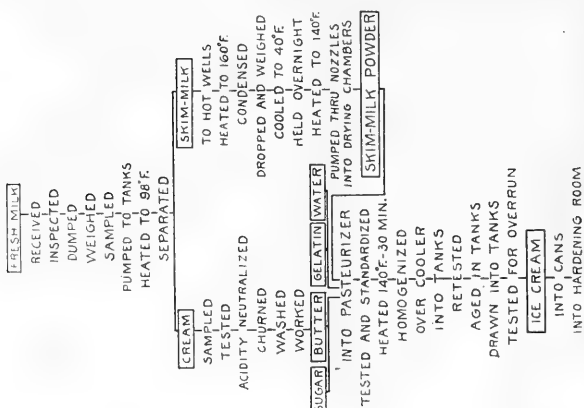 FRESH MILK
RECEIVED
INSPECTED
DUMPED
WEIGHED
SAMPLED
PUMPED TO TANKS
HEATED TO 98°F.
SEPARATED
CREAM
SAMPLED
TESTED
ACIDITY NEUTRALIZED
CHURNED
WASHED
WORKED
SKIM-MILK
TO HOT WELLS
HEATED TO 160°F.
CONDENSED
DROPPED AND WEIGHED
COOLED TO 40°F.
HELD OVERNIGHT
HEATED TO 140°F.
PUMPED THRU NOZZLES
INTO DRYING CHAMBERS
SUGAR BUTTER GELATIN WATER SKIM-MILK POWDER
INTO PASTEURIZER
TESTED AND STANDARDIZED
HEATED 140°F.-30 MIN.
HOMOGENIZED
OVER COOLER
INTO TANKS
RETESTED
AGED IN TANKS
DRAWN INTO TANKS
TESTED FOR OVERRUN
ICE CREAM
INTO CANS
INTO HARDENING ROOM